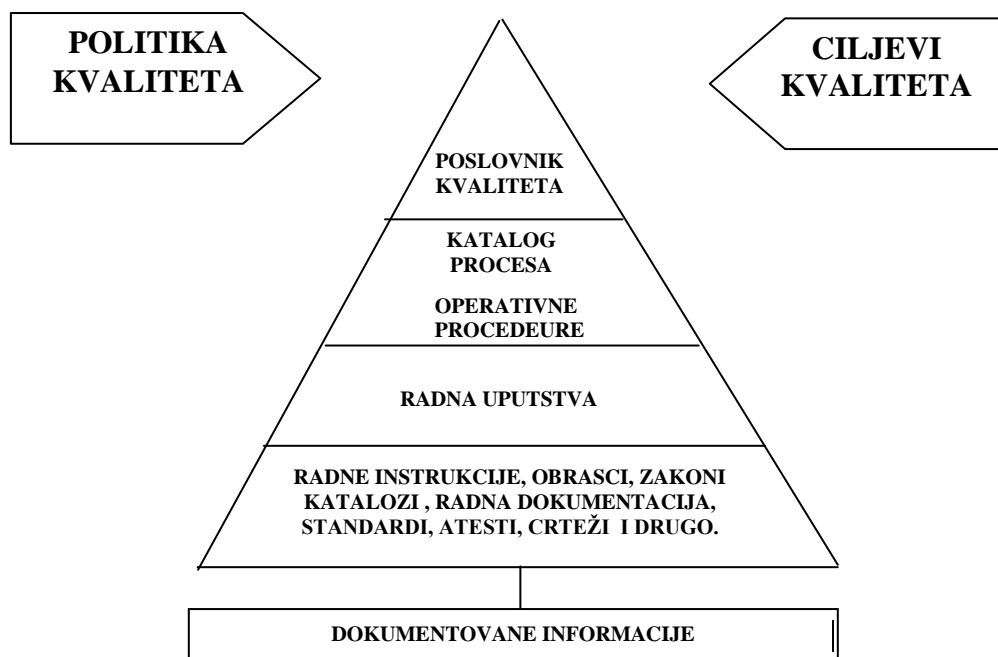 POLITIKA
KVALITETA
CILJEVI
KVALITETA
POSLOVNIK
KVALITETA
KATALOG
PROCESA
OPERATIVNE
PROCEDEURE
RADNA UPUTSTVA
RADNE INSTRUKCIJE, OBRASCI, ZAKONI
KATALOZI , RADNA DOKUMENTACIJA,
STANDARDI, ATESTI, CRTEŽI I DRUGO.
DOKUMENTOVANE INFORMACIJE